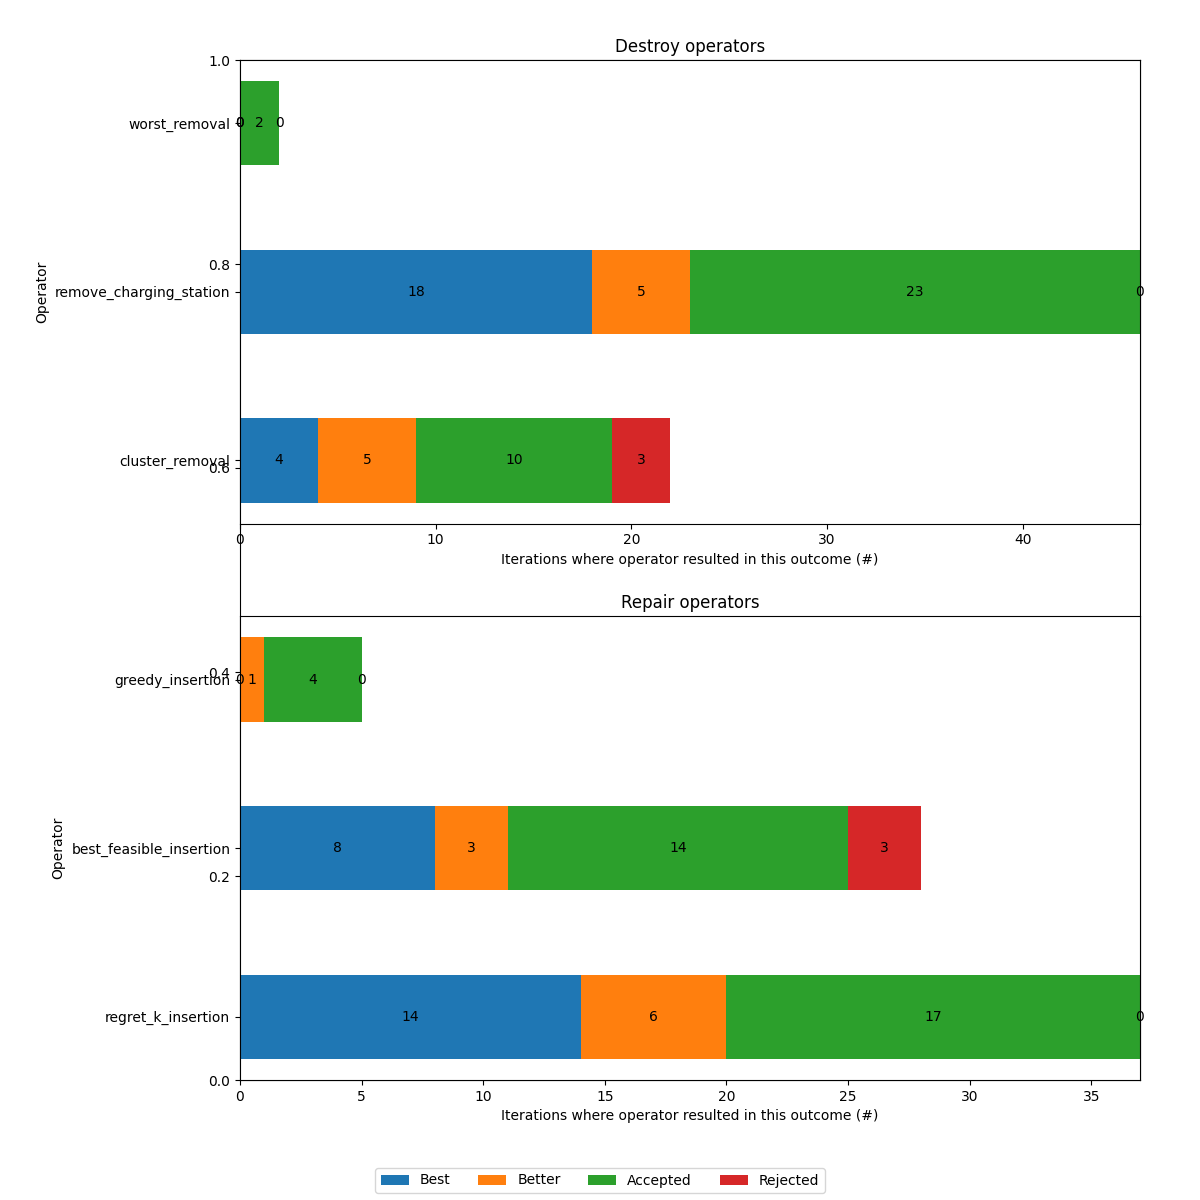 Destroy operators
1.0
worst_removal
0 0 2 0
0.8
Operator
remove_charging_station
18 5 23 0
cluster_removal
4 5 10 3
0.6
0 10 20 30 40
Iterations where operator resulted in this outcome (#)
Repair operators
0.4
greedy_insertion
0 1 4 0
Operator
best_feasible_insertion
8 3 14 3
0.2
regret_k_insertion
14 6 17 0
0.0
0 5 10 15 20 25 30 35
Iterations where operator resulted in this outcome (#)
Best Better Accepted Rejected